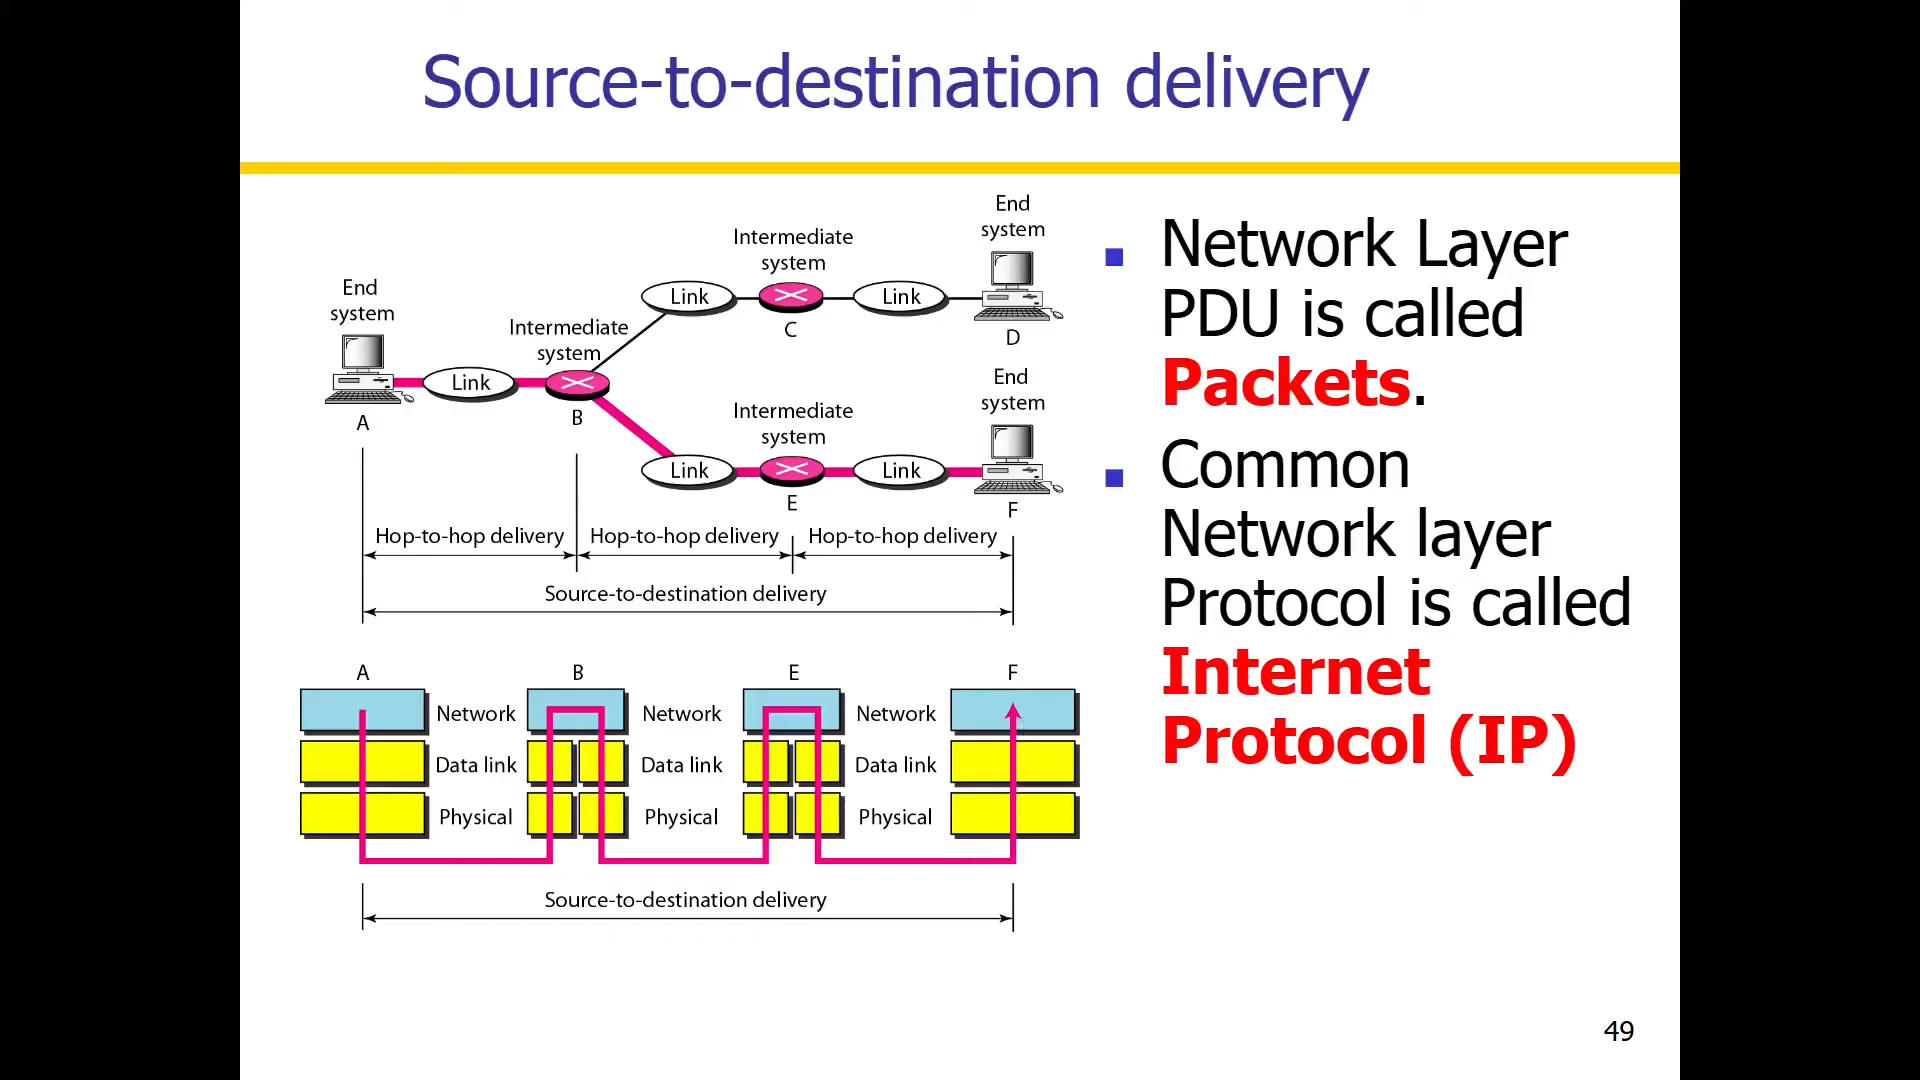 Source-to-destination delivery
End
system
Intermediate
system
End
system
Link
Link
C
D
Intermediate
system
Link
A
B
End
system
Intermediate
system
Link
Link
E
F
Hop-to-hop delivery
Hop-to-hop delivery
Hop-to-hop delivery
Source-to-destination delivery
A
B
E
F
Network
Network
Network
Data link
Data link
Data link
Physical
Physical
Physical
Source-to-destination delivery
Network Layer
PDU is called
Packets.
Common
Network layer
Protocol is called
Internet
Protocol (IP)
49